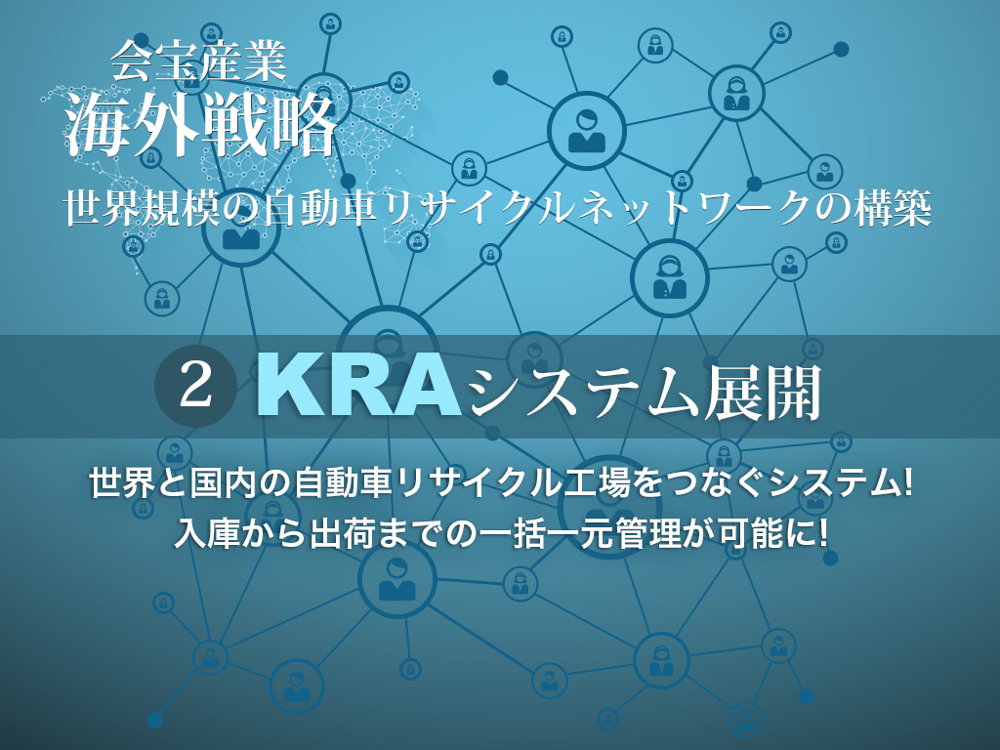 会宝産業
海外戦略
世界規模の自動車リサイクルネットワークの構築
2 KRAシステム展開
世界と国内の自動車リサイクル工場をつなぐシステム!
入庫から出荷までの一括一元管理が可能に!